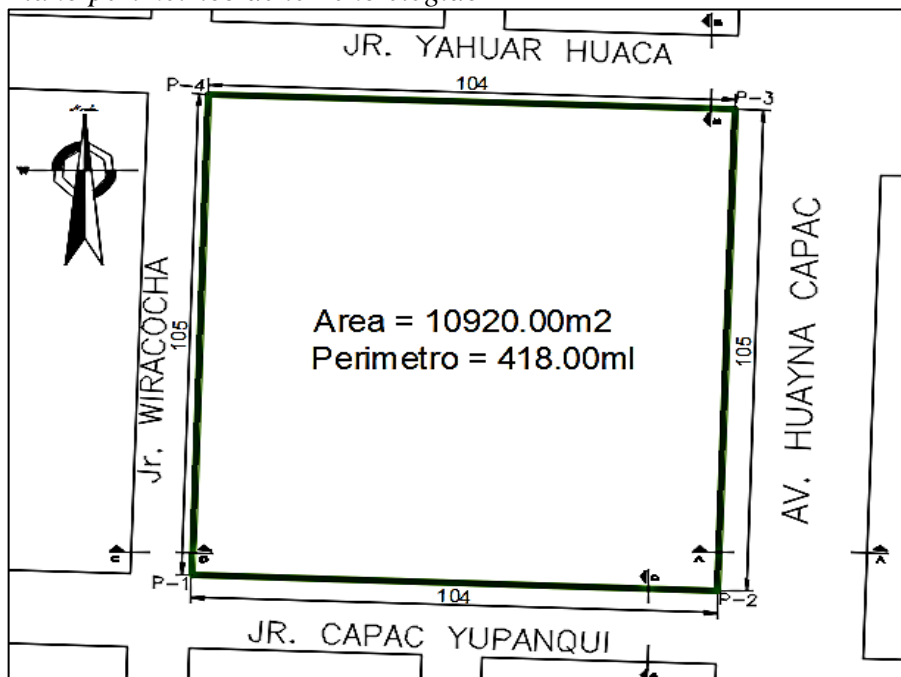 JR. YAHUAR HUACA
P-4
104
P-3
W
Jr. WIRACOCHA
105
Area = 10920.00m2
Perimetro = 418.00ml
105
AV. HUAYNA CAPAC
A
A
P-1
104
P-2
JR. CAPAC YUPANQUI